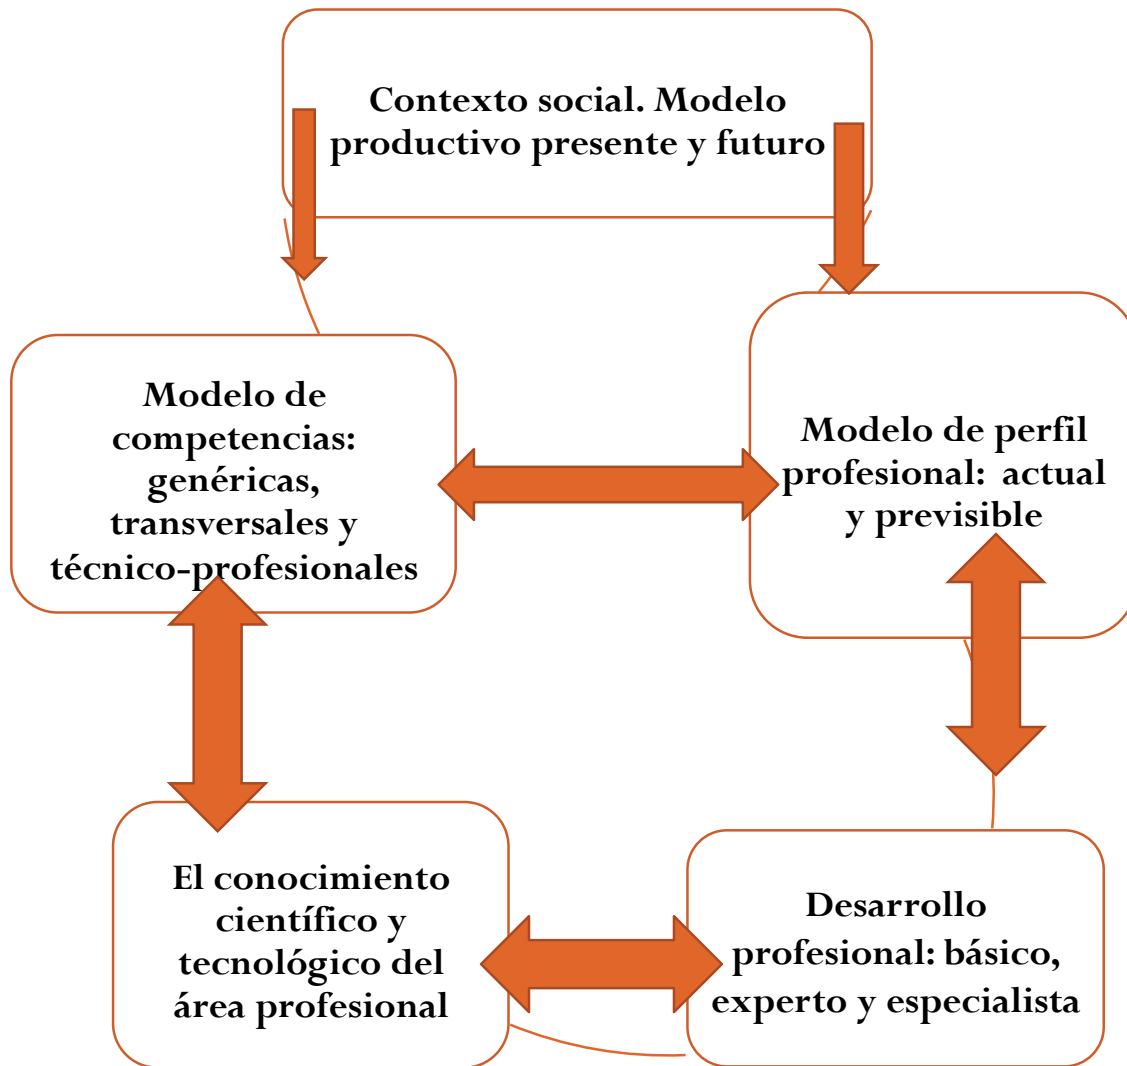 Contexto social. Modelo
productivo presente y futuro
Modelo de
competencias:
genéricas,
transversales y
técnico-profesionales
Modelo de perfil
profesional: actual
y previsible
El conocimiento
científico y
tecnológico del
área profesional
Desarrollo
profesional: básico,
experto y especialista